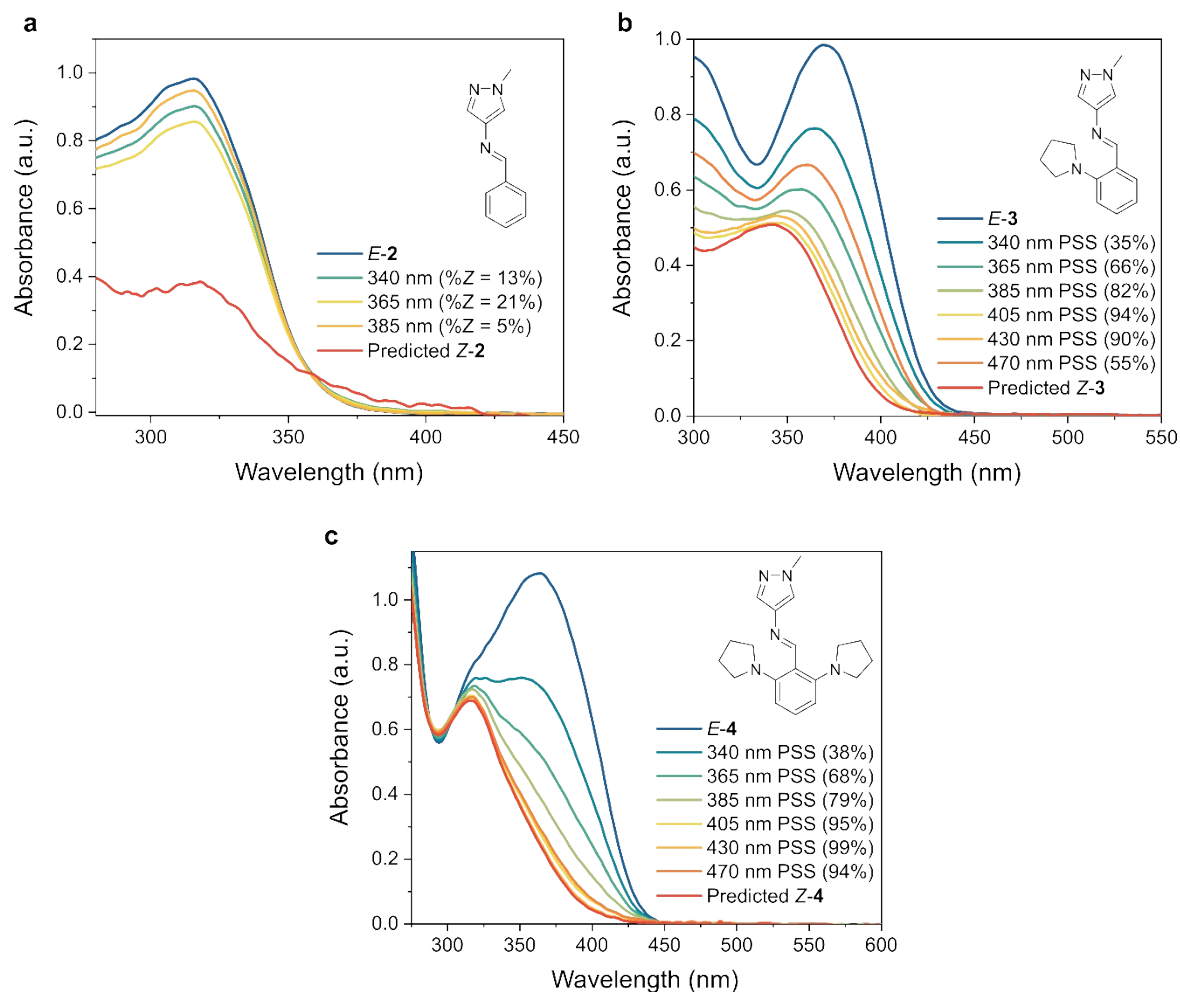 a
1.0
0.8
0.6
0.4
0.2
0.0
Absorbance (a.u.)
300
350
400
450
Wavelength (nm)
N
N
N
E-2
340 nm (%Z = 13%)
365 nm (%Z = 21%)
385 nm (%Z = 5%)
Predicted Z-2
b
1.0
0.8
0.6
0.4
0.2
0.0
Absorbance (a.u.)
300
350
400
450
500
550
Wavelength (nm)
N
N
N
N
E-3
340 nm PSS (35%)
365 nm PSS (66%)
385 nm PSS (82%)
405 nm PSS (94%)
430 nm PSS (90%)
470 nm PSS (55%)
Predicted Z-3
c
1.0
0.8
0.6
0.4
0.2
0.0
Absorbance (a.u.)
300
350
400
450
500
550
600
Wavelength (nm)
N
N
N
N
N
E-4
340 nm PSS (38%)
365 nm PSS (68%)
385 nm PSS (79%)
405 nm PSS (95%)
430 nm PSS (99%)
470 nm PSS (94%)
Predicted Z-4